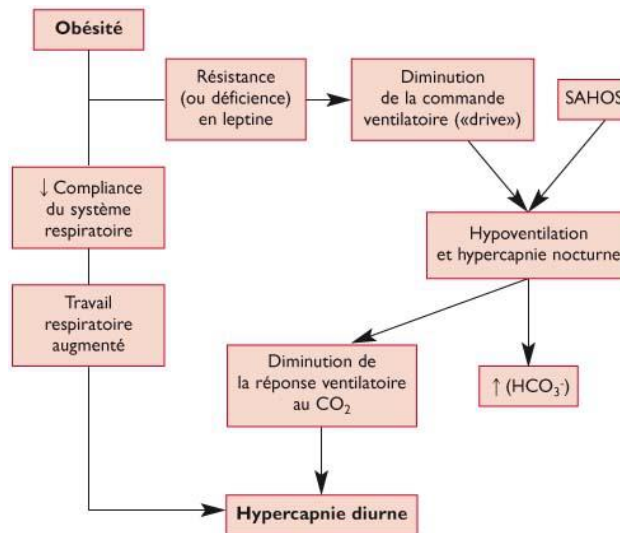 Obésité
Résistance
(ou déficience)
en leptine
Diminution
de la commande
ventilatoire («drive»)
SAHOS
↓ Compliance
du système
respiratoire
Hypoventilation
et hypercapnie nocturne
Travail
respiratoire
augmenté
Diminution de
la réponse ventilatoire
au CO₂
↑ (HCO₃⁻)
Hypercapnie diurne